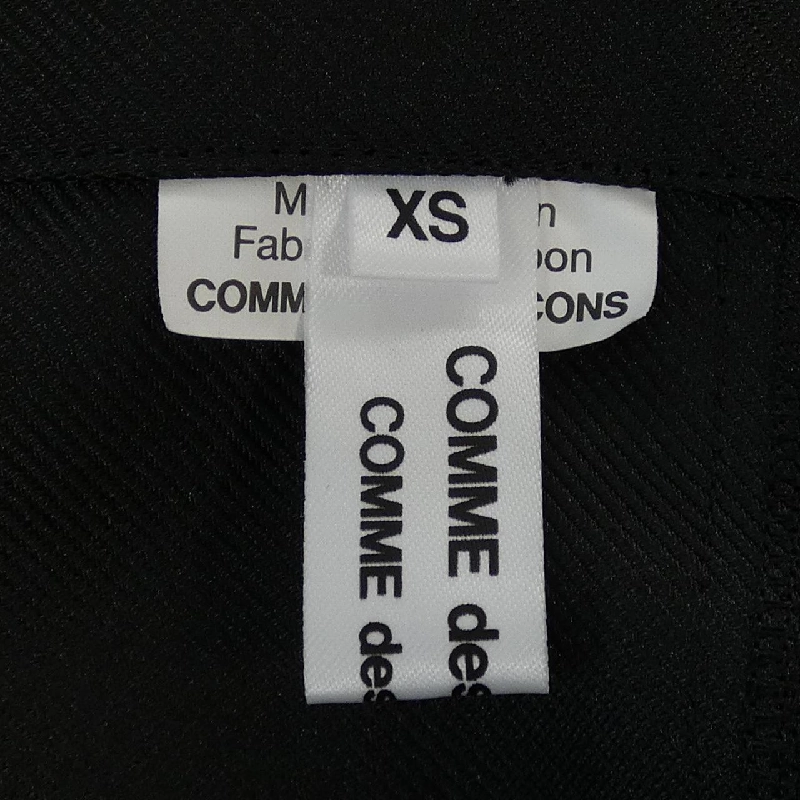 XS
M n
Fab pon
COMM CONS
COMME des
COMME des